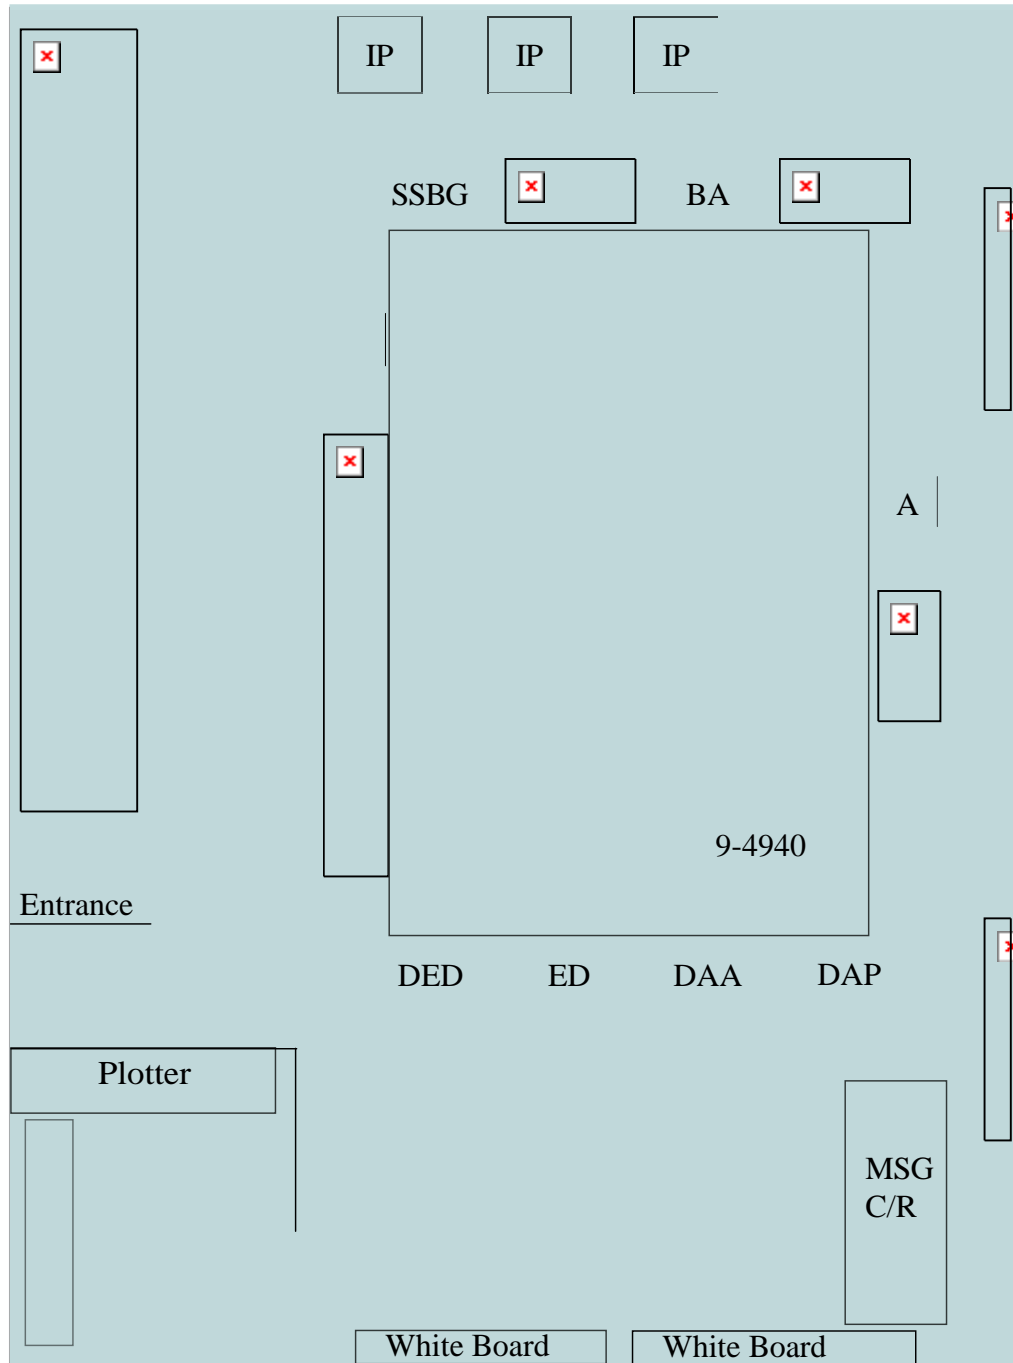 IP
IP
IP
SSBG
BA
A
9-4940
Entrance
DED
ED
DAA
DAP
Plotter
MSG
C/R
White Board
White Board